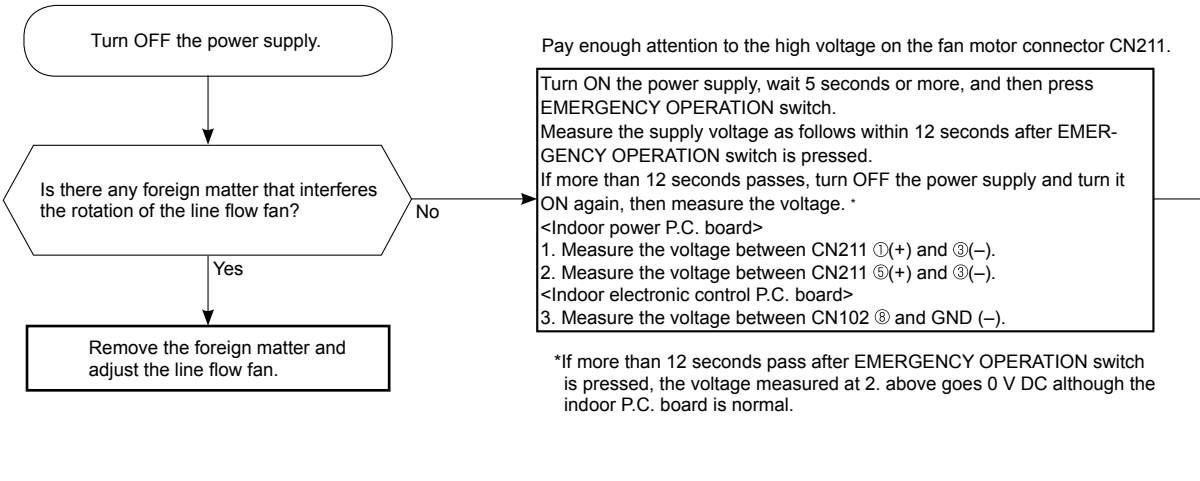 Turn OFF the power supply.
Is there any foreign matter that interferes
the rotation of the line flow fan?
No
Yes
Remove the foreign matter and
adjust the line flow fan.
Pay enough attention to the high voltage on the fan motor connector CN211.
Turn ON the power supply, wait 5 seconds or more, and then press
EMERGENCY OPERATION switch.
Measure the supply voltage as follows within 12 seconds after EMER-
GENCY OPERATION switch is pressed.
If more than 12 seconds passes, turn OFF the power supply and turn it
ON again, then measure the voltage. *
<Indoor power P.C. board>
1. Measure the voltage between CN211 ①(+) and ③(–).
2. Measure the voltage between CN211 ⑤(+) and ③(–).
<Indoor electronic control P.C. board>
3. Measure the voltage between CN102 ⑧ and GND (–).
*If more than 12 seconds pass after EMERGENCY OPERATION switch
is pressed, the voltage measured at 2. above goes 0 V DC although the
indoor P.C. board is normal.